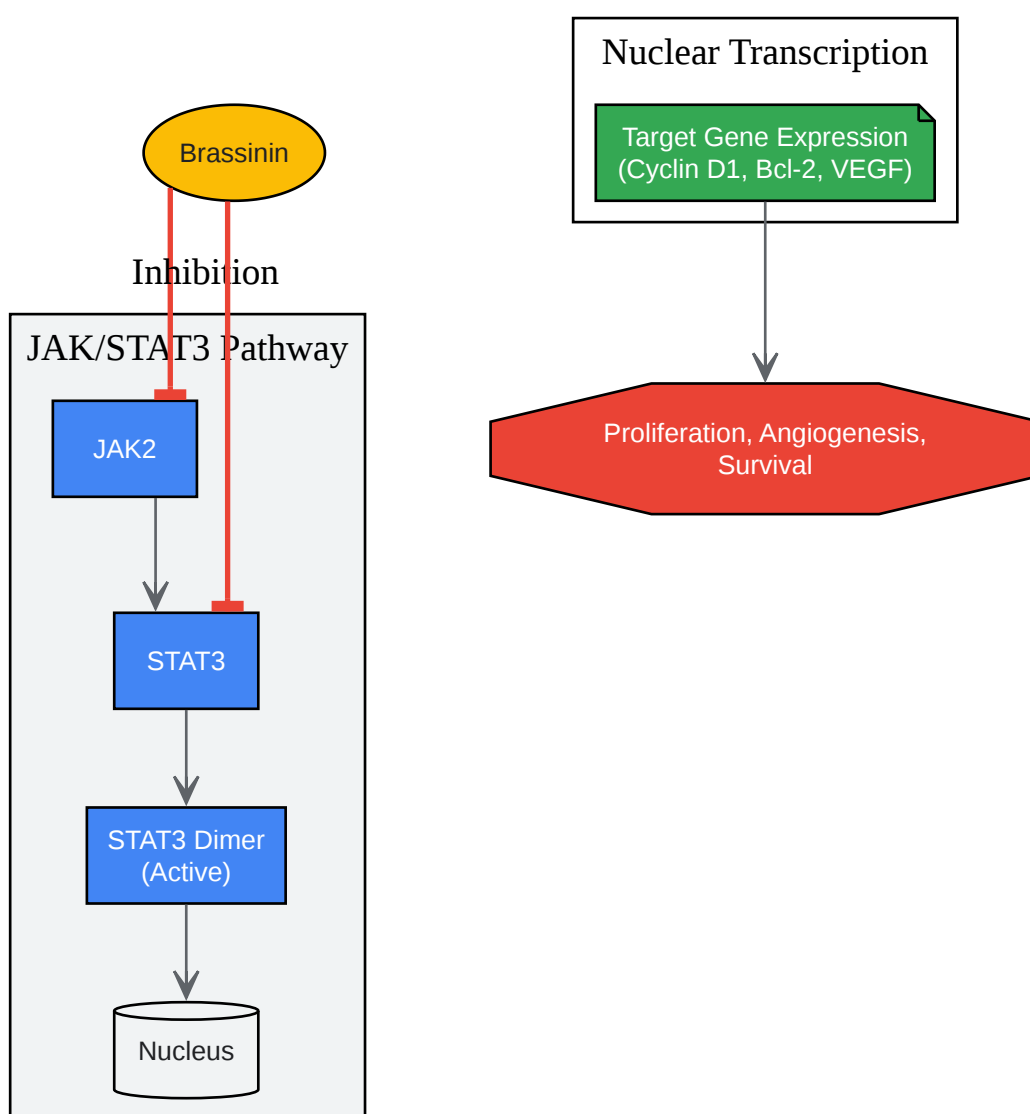 Brassinin
Inhibition
JAK/STAT3 Pathway
JAK2
STAT3
STAT3 Dimer
(Active)
Nucleus
Nuclear Transcription
Target Gene Expression
(Cyclin D1, Bcl-2, VEGF)
Proliferation, Angiogenesis,
Survival